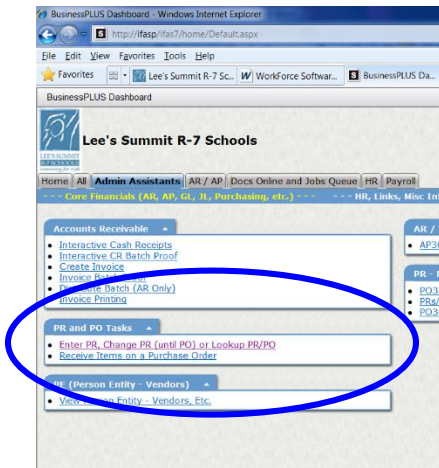 BusinessPLUS Dashboard - Windows Internet Explorer
S http://ifasp/ifas7/home/Default.aspx
File Edit View Favorites Tools Help
Favorites Lee's Summit R-7 Sc... W WorkForce Softwar... S BusinessPLUS Da...
BusinessPLUS Dashboard
R7
LEE'S SUMMIT
Lee's Summit R-7 Schools
Home All Admin Assistants AR / AP Docs Online and Jobs Queue HR Payroll
- - - Core Financials (AR, AP, GL, JL, Purchasing, etc.) - - - - - - HR, Links, Misc In
Accounts Receivable
AR /
Interactive Cash Receipts
AP3
Interactive CR Batch Proof
Create Invoice
Invoice Batch
PR -
Batch (AR Only)
PO3
Invoice Printing
PRs/
PO3
PR and PO Tasks
Enter PR, Change PR (until PO) or Lookup PR/PO
Receive Items on a Purchase Order
PE (Person Entity - Vendors)
View Person Entity - Vendors, Etc.